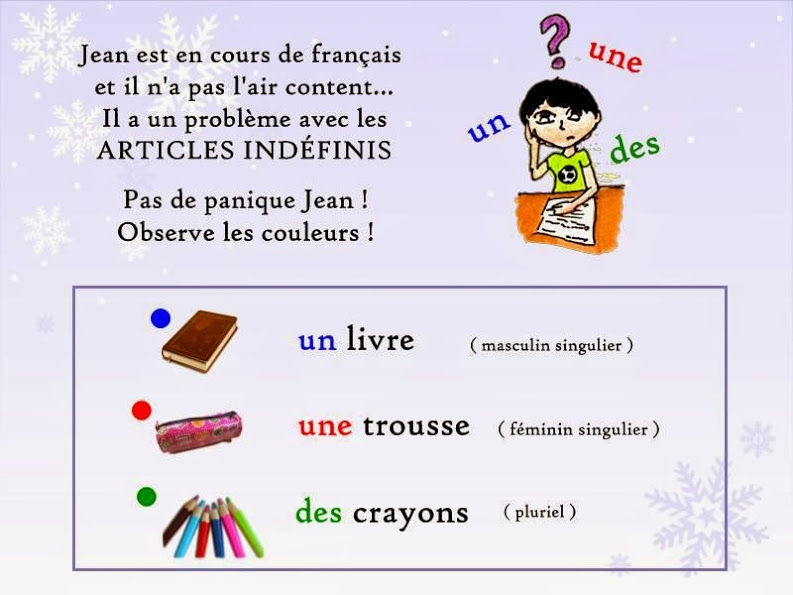 Jean est en cours de français
et il n'a pas l'air content...
Il a un problème avec les
ARTICLES INDÉFINIS
Pas de panique Jean !
Observe les couleurs !
?
une
un
des
un livre ( masculin singulier )
une trousse ( féminin singulier )
des crayons ( pluriel )